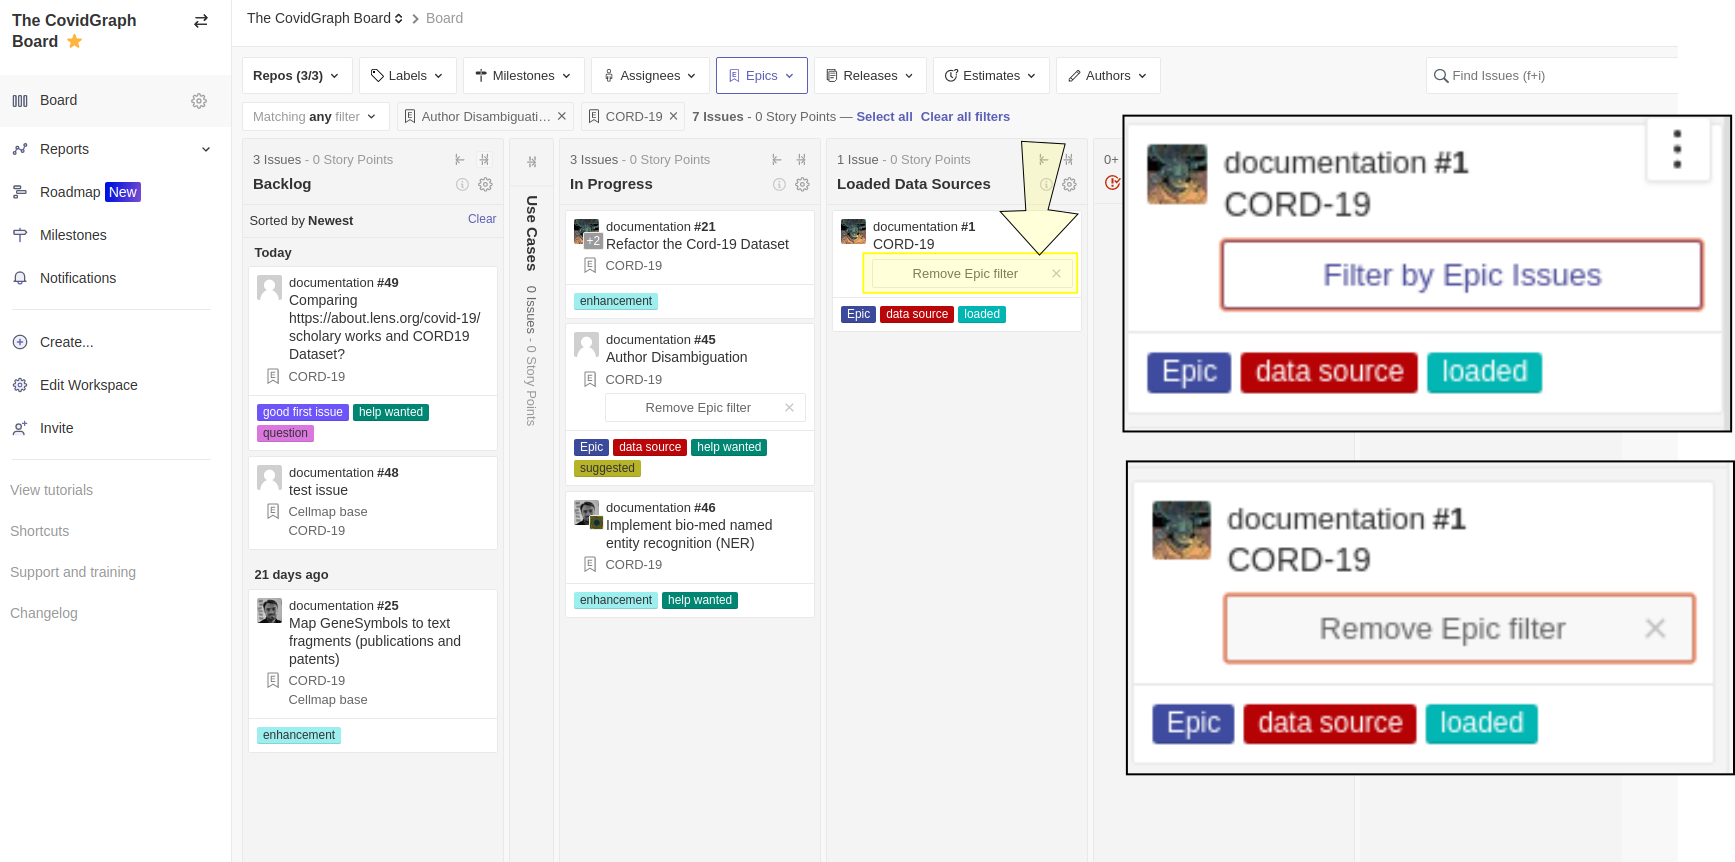 The CovidGraph
Board
Board
Reports
Roadmap New
Milestones
Notifications
Create...
Edit Workspace
Invite
View tutorials
Shortcuts
Support and training
Changelog
The CovidGraph Board Board
Repos (3/3) Labels Milestones Assignees Epics Releases Estimates Authors Find Issues (f+i)
Matching any filter Author Disambiguati... × CORD-19 × 7 Issues - 0 Story Points — Select all Clear all filters
3 Issues - 0 Story Points
Backlog
Sorted by Newest Clear
Today
documentation #49
Comparing
https://about.lens.org/covid-19/
scholary works and CORD19
Dataset?
CORD-19
good first issue help wanted
question
documentation #48
test issue
Cellmap base
CORD-19
21 days ago
documentation #25
Map GeneSymbols to text
fragments (publications and
patents)
CORD-19
Cellmap base
enhancement
Use Cases 0 Issues - 0 Story Points
3 Issues - 0 Story Points
In Progress
+2
documentation #21
Refactor the Cord-19 Dataset
CORD-19
enhancement
documentation #45
Author Disambiguation
CORD-19
Remove Epic filter ×
Epic data source help wanted
suggested
documentation #46
Implement bio-med named
entity recognition (NER)
CORD-19
enhancement help wanted
1 Issue - 0 Story Points
Loaded Data Sources
documentation #1
CORD-19
Remove Epic filter ×
Epic data source loaded
0+
documentation #1
CORD-19
Filter by Epic Issues
Epic data source loaded
documentation #1
CORD-19
Remove Epic filter ×
Epic data source loaded